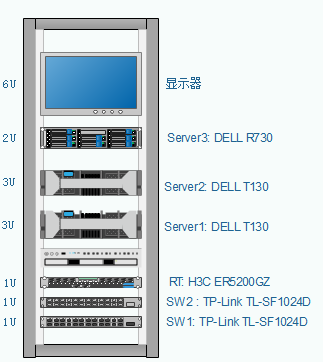 6U 显示器
2U Server3: DELL R730
3U Server2: DELL T130
3U Server1: DELL T130
1U RT: H3C ER5200GZ
1U SW2 : TP-Link TL-SF1024D
1U SW1: TP-Link TL-SF1024D